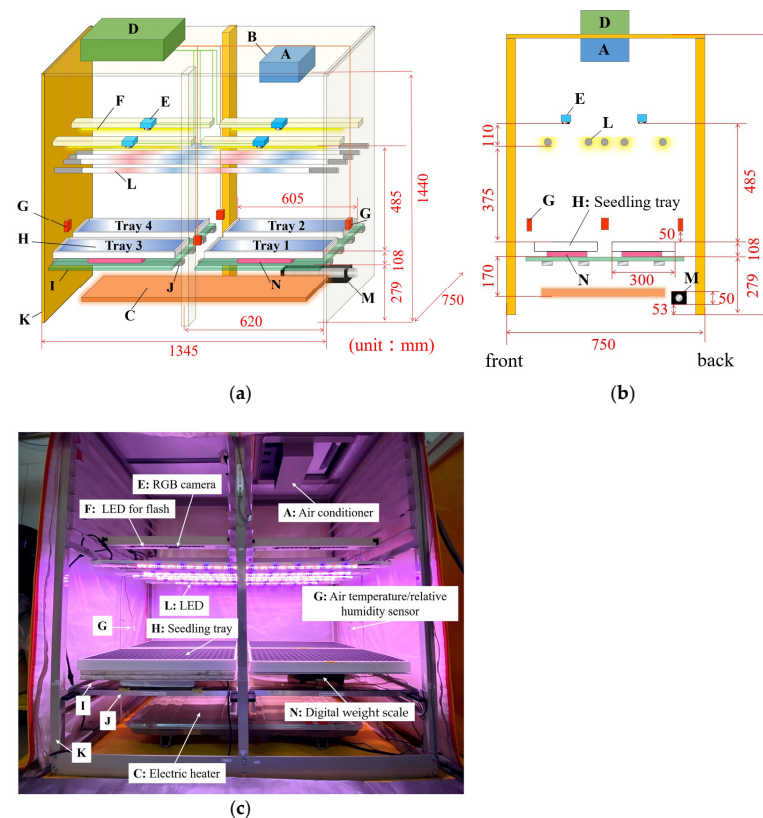 D
B
A
F
E
L
G
605
G
Tray 4
Tray 2
H
Tray 3
Tray 1
I
J
N
M
K
C
485
1440
108
279
750
620
1345
(unit：mm)
(a)
D
A
E
L
110
375
485
G
H: Seedling tray
50
108
170
N
300
M
50
53
279
front
750
back
(b)
E: RGB camera
F: LED for flash
A: Air conditioner
L: LED
G: Air temperature/relative
humidity sensor
G
H: Seedling tray
I
J
N: Digital weight scale
K
C: Electric heater
(c)